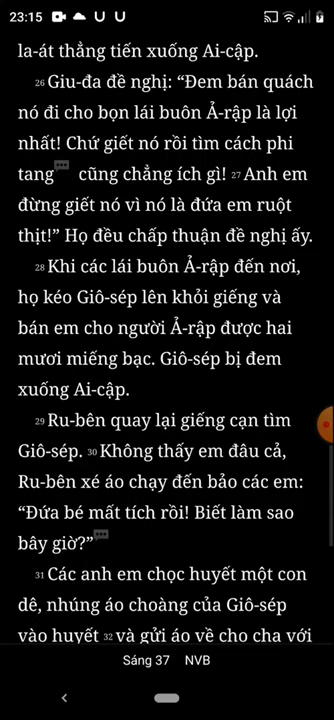 23:15
la-át thẳng tiến xuống Ai-cập.
26 Giu-đa đề nghị: “Đem bán quách
nó đi cho bọn lái buôn Ả-rập là lợi
nhất! Chứ giết nó rồi tìm cách phi
tang cũng chẳng ích gì! 27 Anh em
đừng giết nó vì nó là đứa em ruột
thịt!” Họ đều chấp thuận đề nghị ấy.
28 Khi các lái buôn Ả-rập đến nơi,
họ kéo Giô-sép lên khỏi giếng và
bán em cho người Ả-rập được hai
mươi miếng bạc. Giô-sép bị đem
xuống Ai-cập.
29 Ru-bên quay lại giếng cạn tìm
Giô-sép. 30 Không thấy em đâu cả,
Ru-bên xé áo chạy đến bảo các em:
“Đứa bé mất tích rồi! Biết làm sao
bây giờ?”
31 Các anh em chọc huyết một con
dê, nhúng áo choàng của Giô-sép
vào huyết 32 và gửi áo về cho cha với
Sáng 37 NVB